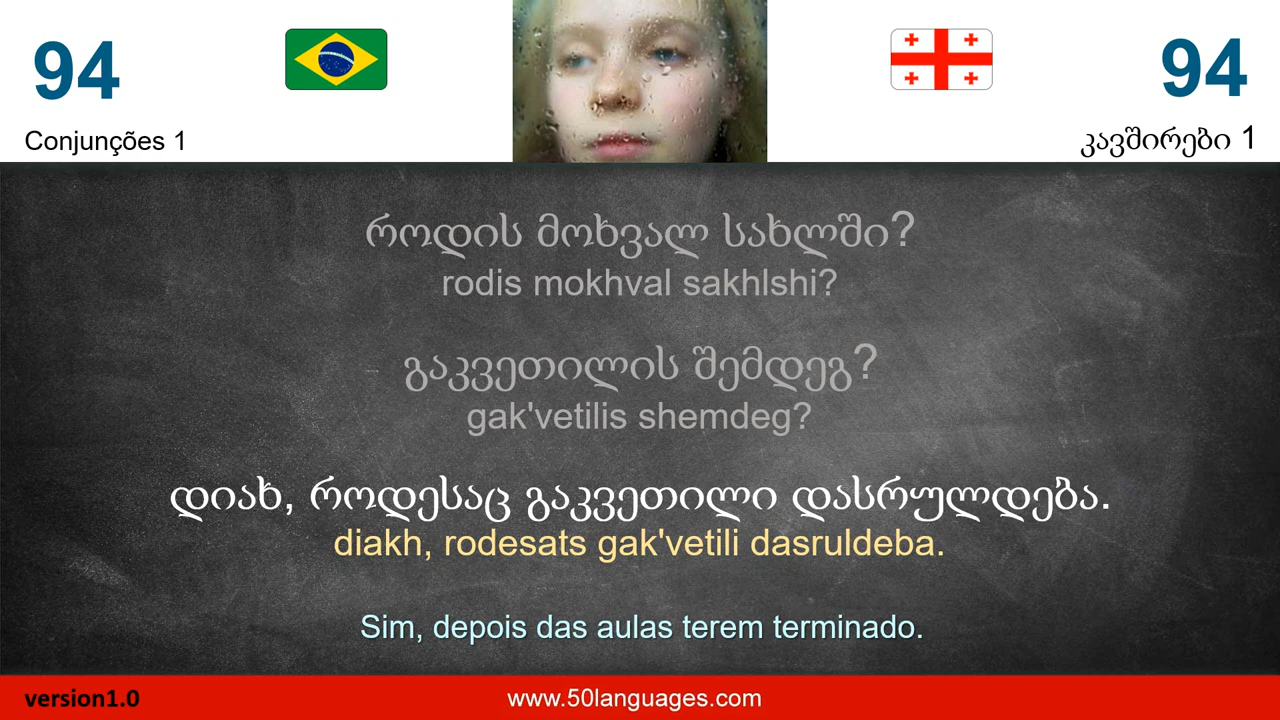 94
94
Conjunções 1
კავშირები 1
როდის მოხვალ სახლში?
rodis mokhval sakhlshi?
გაკვეთილის შემდეგ?
gak'vetilis shemdeg?
დიახ, როდესაც გაკვეთილი დასრულდება.
diakh, rodesats gak'vetili dasruldeba.
Sim, depois das aulas terem terminado.
version1.0
www.50languages.com